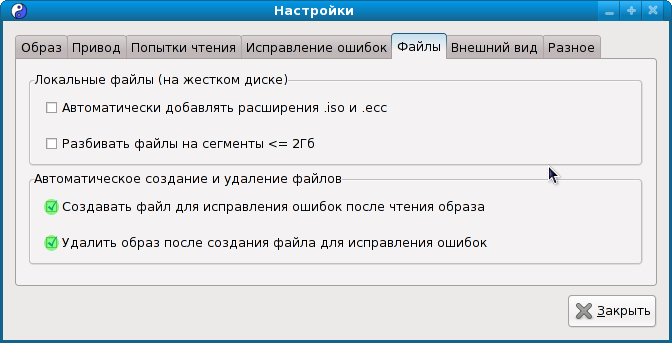 Настройки
Образ Привод Попытки чтения Исправление ошибок Файлы Внешний вид Разное
Локальные файлы (на жестком диске)
Автоматически добавлять расширения .iso и .ecc
Разбивать файлы на сегменты <= 2Гб
Автоматическое создание и удаление файлов
Создавать файл для исправления ошибок после чтения образа
Удалить образ после создания файла для исправления ошибок
Закрыть